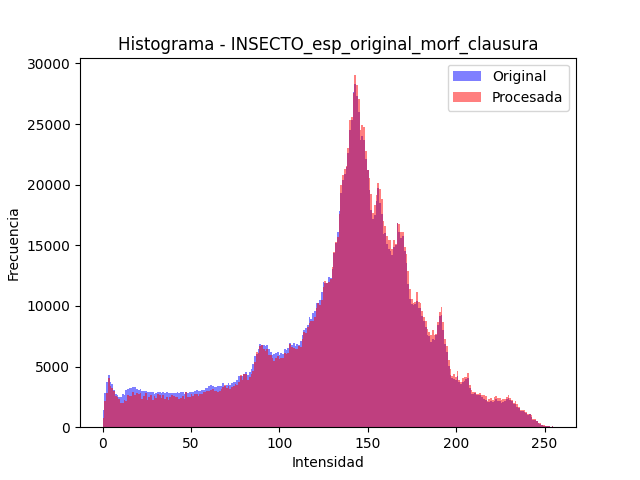 Histograma - INSECTO_esp_original_morf_clausura
Original
Procesada
30000
25000
20000
15000
10000
5000
0
Frecuencia
0 50 100 150 200 250
Intensidad